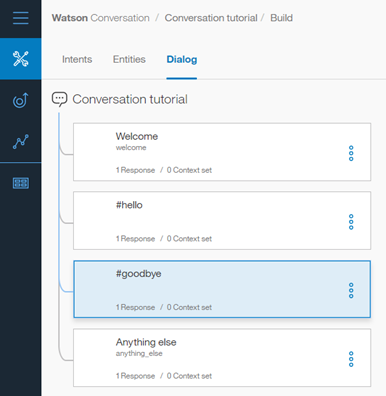 Watson Conversation / Conversation tutorial / Build
Intents Entities Dialog
Conversation tutorial
Welcome
welcome
1 Response / 0 Context set
#hello
1 Response / 0 Context set
#goodbye
1 Response / 0 Context set
Anything else
anything_else
1 Response / 0 Context set